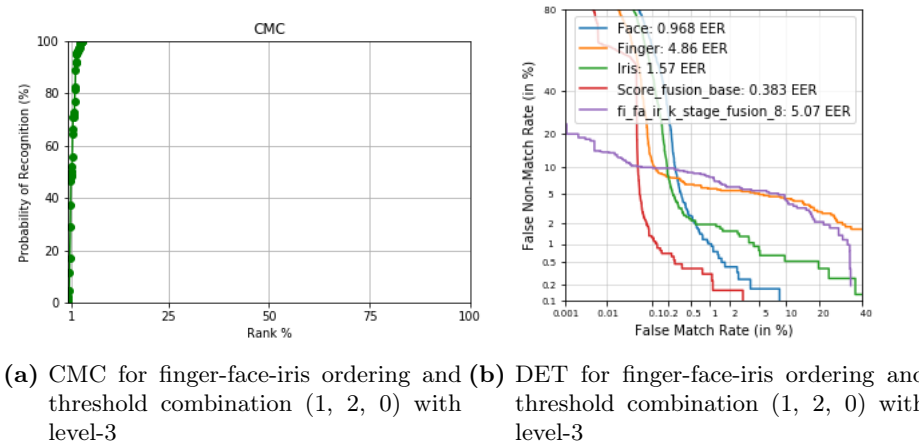 CMC
Probability of Recognition (%)
100
80
60
40
20
0
1
25
50
75
100
Rank %
Face: 0.968 EER
Finger: 4.86 EER
Iris: 1.57 EER
Score_fusion_base: 0.383 EER
fi_fa_ir_k_stage_fusion_8: 5.07 EER
False Non-Match Rate (in %)
80
40
20
10
5
2
1
0.5
0.2
0.1
0.001
0.01
0.10
0.2
0.5
1
2
5
10
20
40
False Match Rate (in %)
(a) CMC for finger-face-iris ordering and
threshold combination (1, 2, 0) with
level-3
(b) DET for finger-face-iris ordering and
threshold combination (1, 2, 0) with
level-3